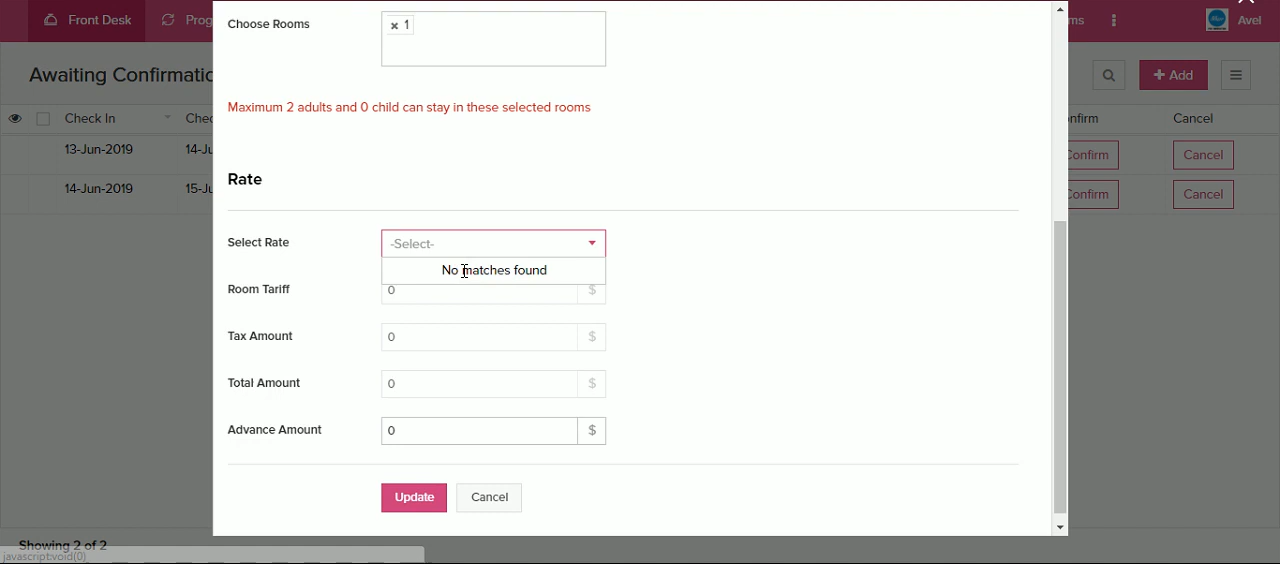 Front Desk
Prog
ms
Avel
Awaiting Confirmatic
+ Add
Check In
Chec
nfirm
Cancel
13-Jun-2019
14-Ju
Confirm
Cancel
14-Jun-2019
15-Ju
Confirm
Cancel
Choose Rooms
× 1
Maximum 2 adults and 0 child can stay in these selected rooms
Rate
Select Rate
-Select-
No matches found
Room Tariff
0
$
Tax Amount
0
$
Total Amount
0
$
Advance Amount
0
$
Update
Cancel
Showing 2 of 2
javascript:void(0)